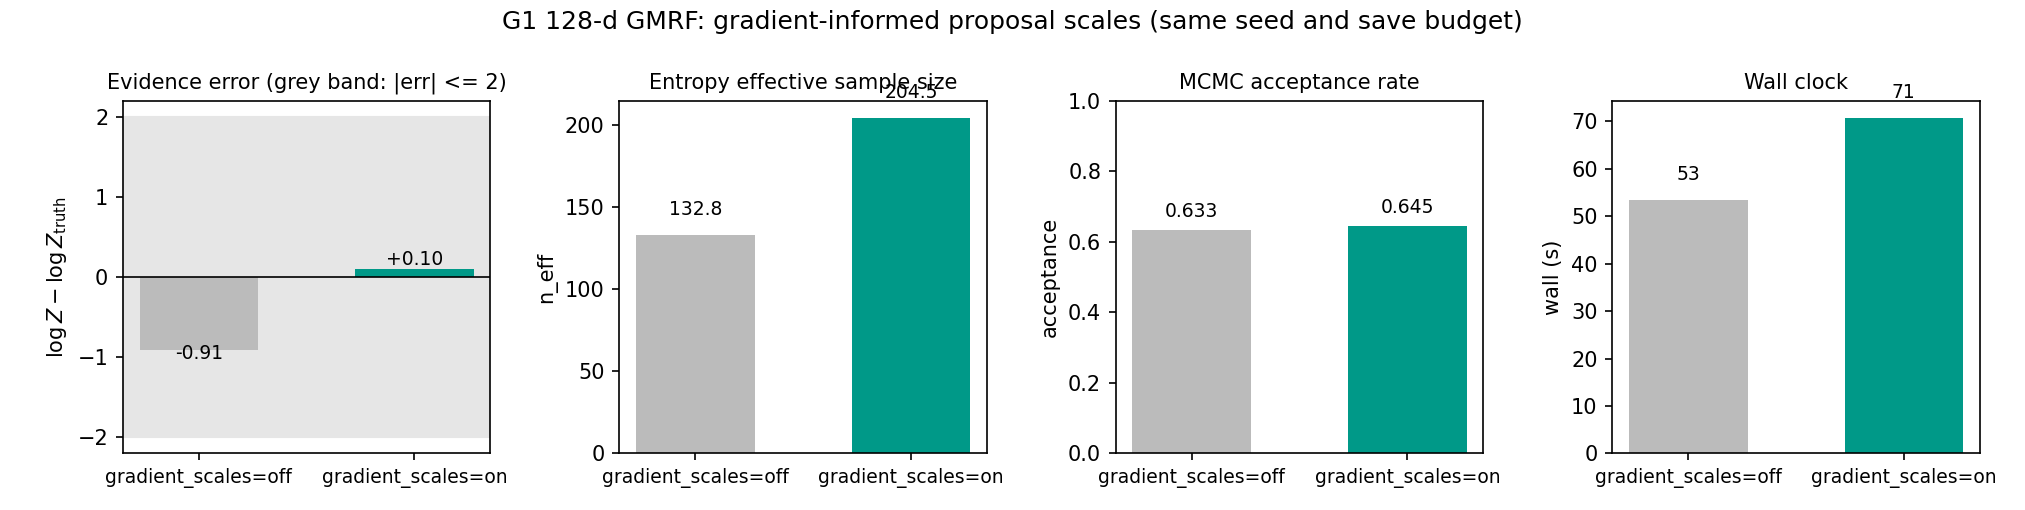 G1 128-d GMRF: gradient-informed proposal scales (same seed and save budget)
Evidence error (grey band: |err| <= 2)
log Z − log Z_truth
2
1
0
−1
−2
-0.91
+0.10
gradient_scales=off
gradient_scales=on
Entropy effective sample size
n_eff
200
150
100
50
0
132.8
204.5
gradient_scales=off
gradient_scales=on
MCMC acceptance rate
acceptance
1.0
0.8
0.6
0.4
0.2
0.0
0.633
0.645
gradient_scales=off
gradient_scales=on
Wall clock
wall (s)
70
60
50
40
30
20
10
0
53
71
gradient_scales=off
gradient_scales=on